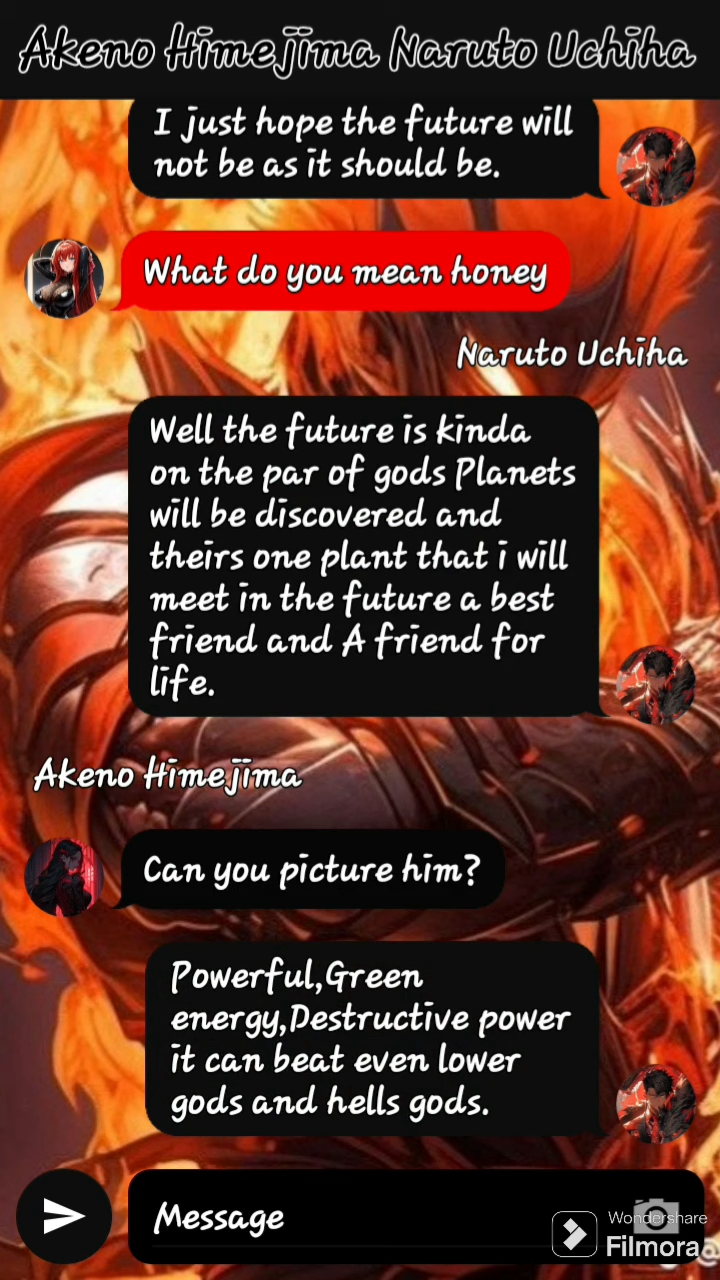 Akeno Himejima Naruto Uchiha
I just hope the future will
not be as it should be.
What do you mean honey
Naruto Uchiha
Well the future is kinda
on the par of gods Planets
will be discovered and
theirs one plant that i will
meet in the future a best
friend and A friend for
life.
Akeno Himejima
Can you picture him?
Powerful,Green
energy,Destructive power
it can beat even lower
gods and hells gods.
Message
Wondershare
Filmora
@